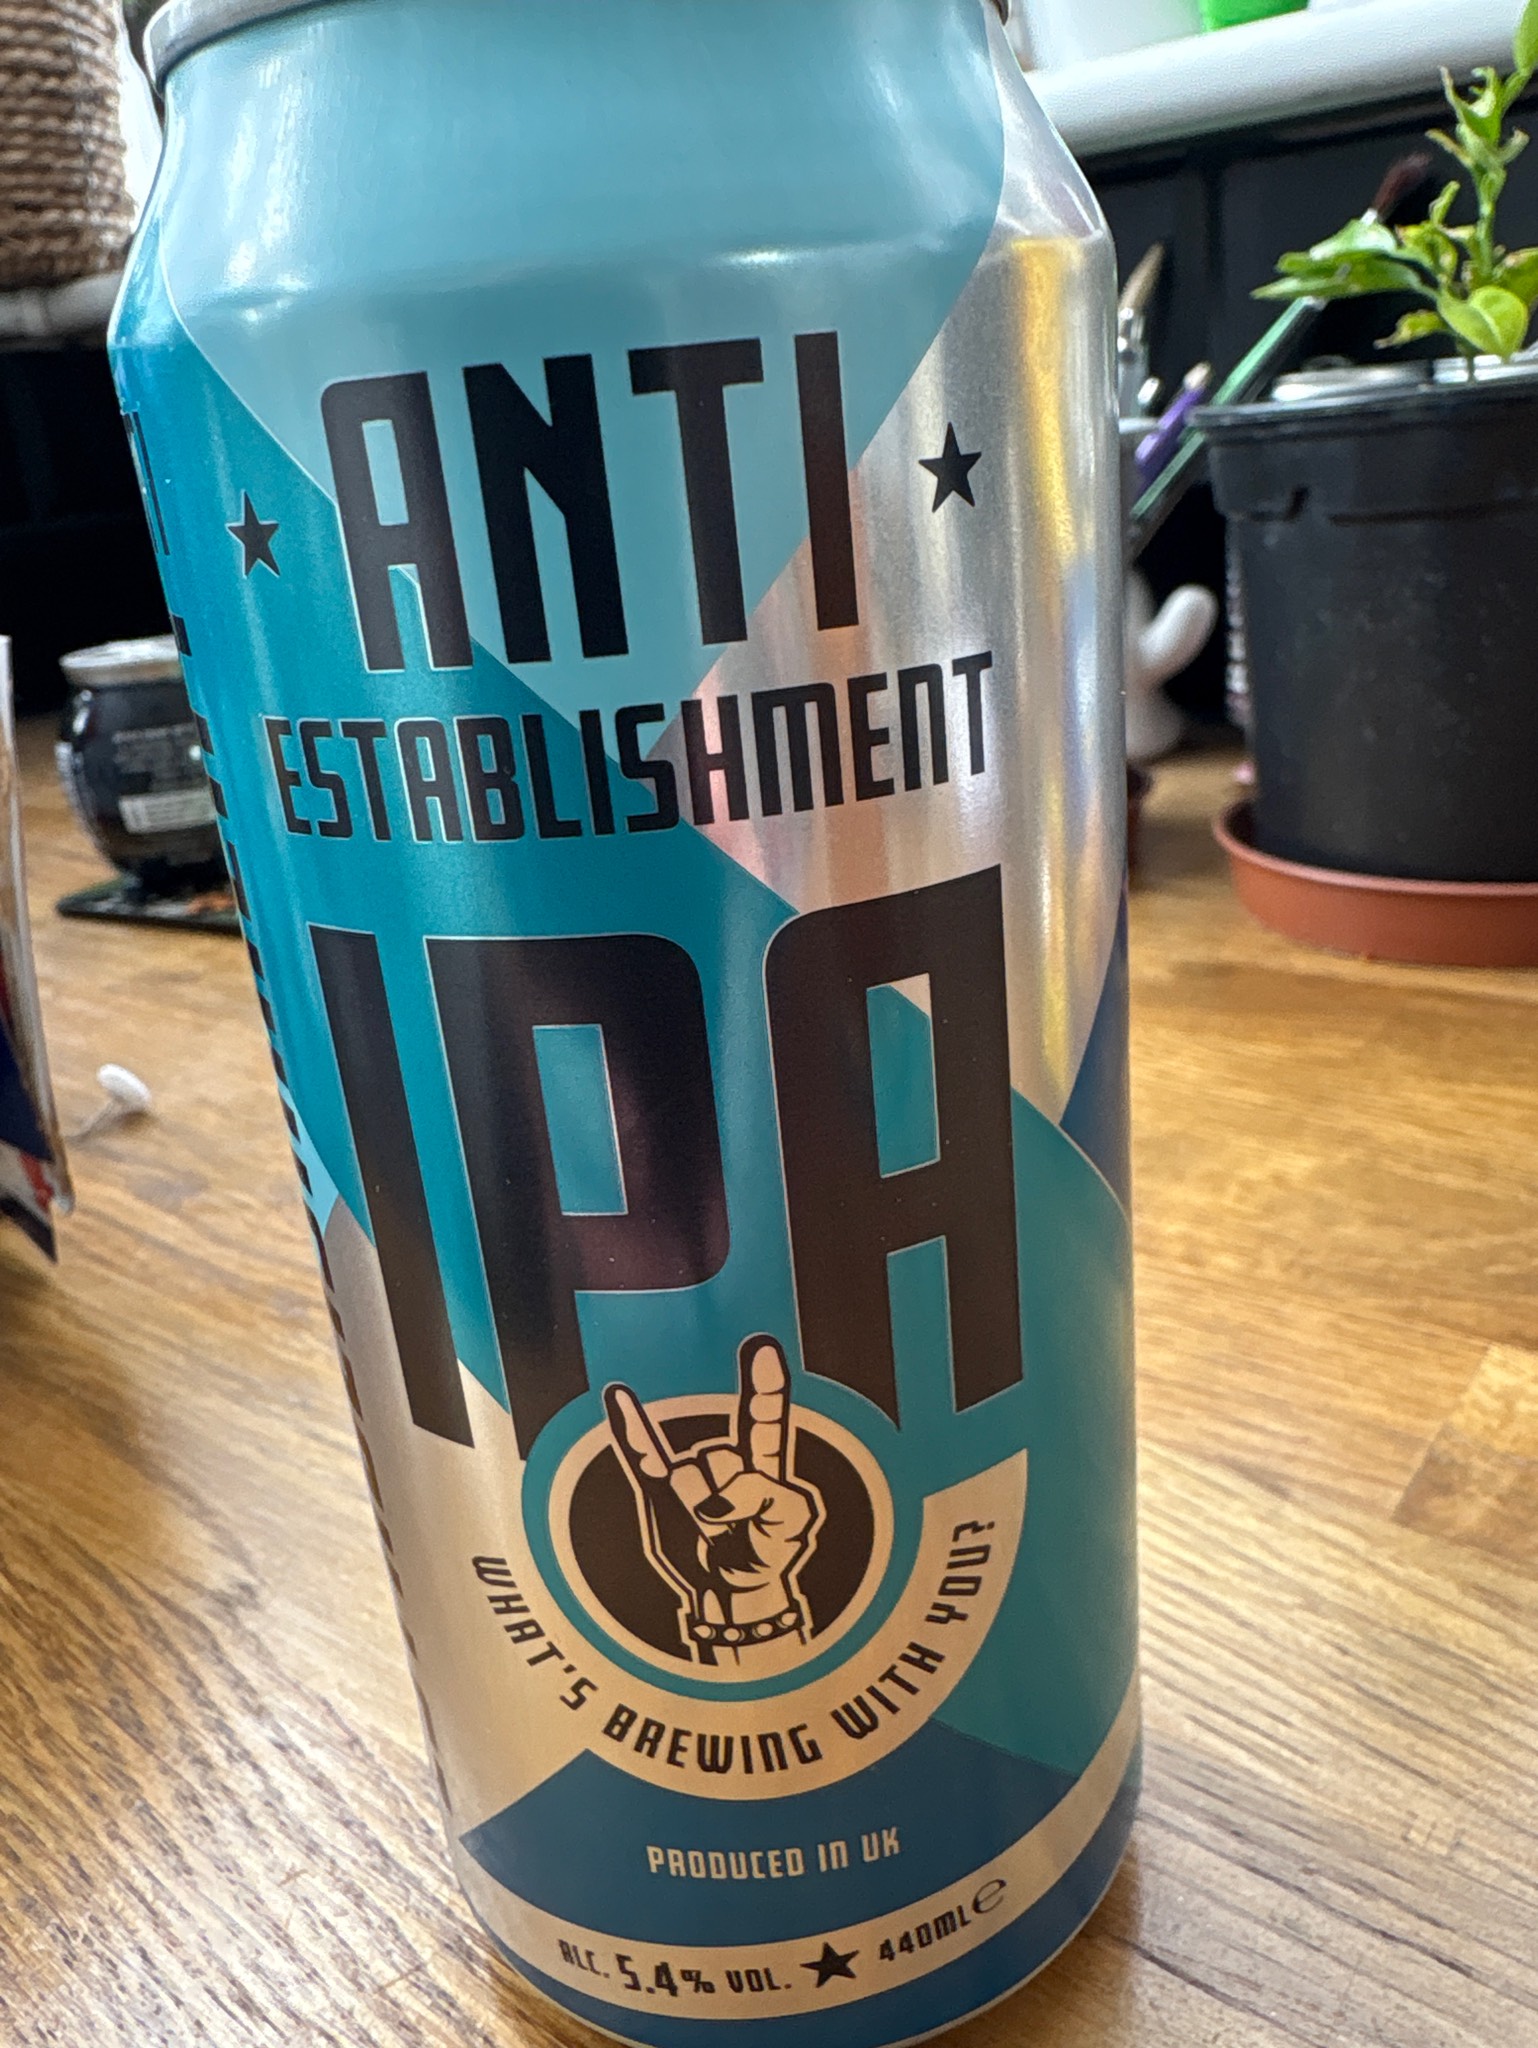 ANTI
ESTABLISHMENT
IPA
WHAT'S BREWING WITH YOU?
PRODUCED IN UK
ALC. 5.4% VOL. ★ 440ML e